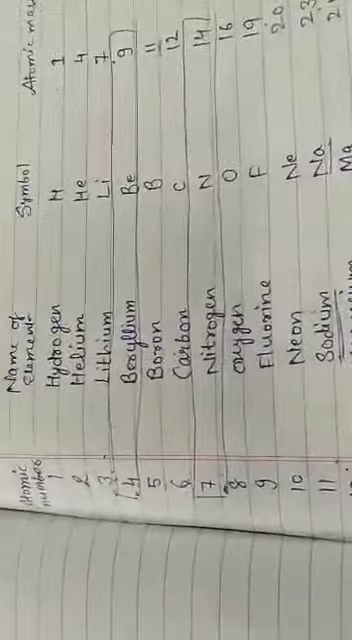 Atomic number Name of Element Symbol Atomic mass
1 Hydrogen H 1
2 Helium He 4
3. Lithium Li 7
4 Beryllium Be 9
5 Boron B 11
6 Carbon C 12
7 Nitrogen N 14
8 oxygen O 16
9 Fluorine F 19
10 Neon Ne 20
11 Sodium Na 23